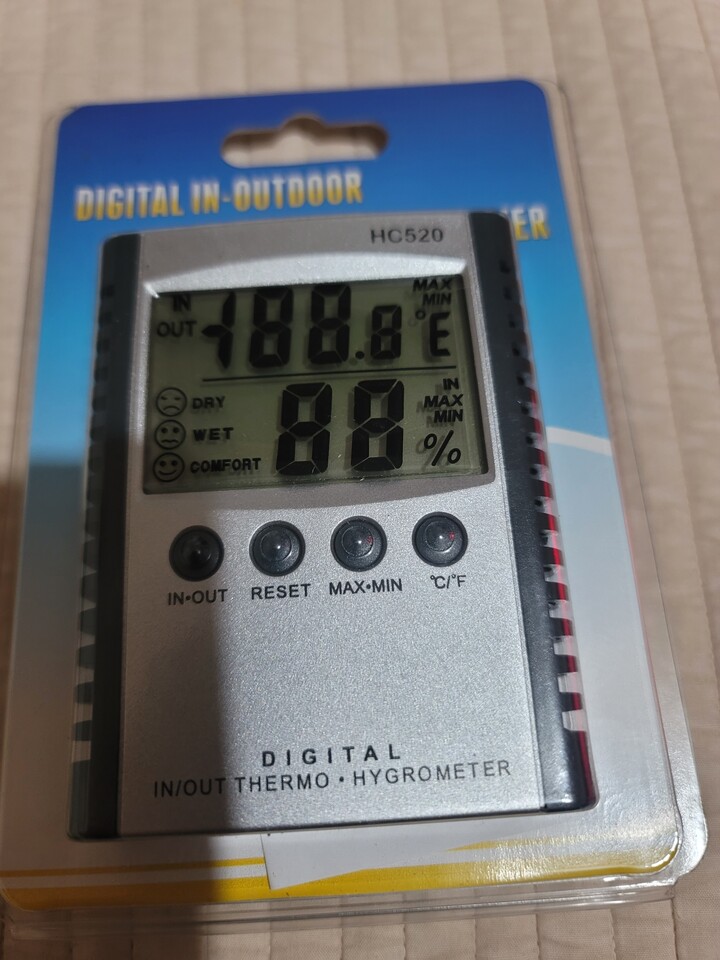 DIGITAL IN-OUTDOOR
HC520
IN
OUT
-188.8°E
MAX
MIN
DRY
WET
COMFORT
88%
IN
MAX
MIN
IN•OUT
RESET
MAX•MIN
°C/°F
DIGITAL
IN/OUT THERMO • HYGROMETER